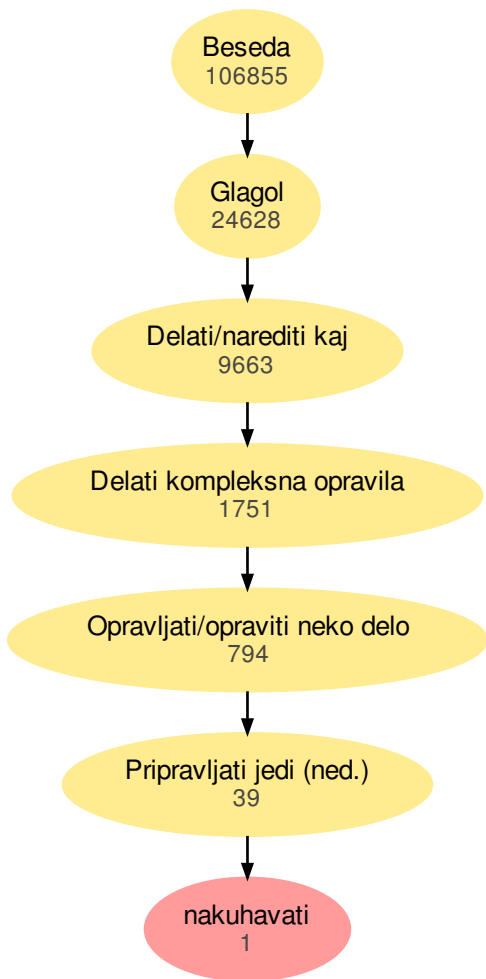 Beseda
106855
Glagol
24628
Delati/narediti kaj
9663
Delati kompleksna opravila
1751
Opravljati/opraviti neko delo
794
Pripravljati jedi (ned.)
39
nakuhavati
1